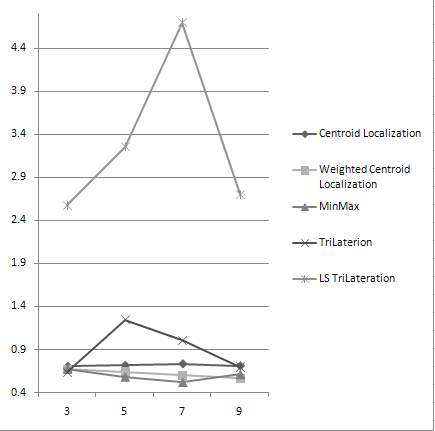 4.4
3.9
3.4
2.9
2.4
1.9
1.4
0.9
0.4
3 5 7 9
Centroid Localization
Weighted Centroid
Localization
MinMax
TriLaterion
LS TriLateration